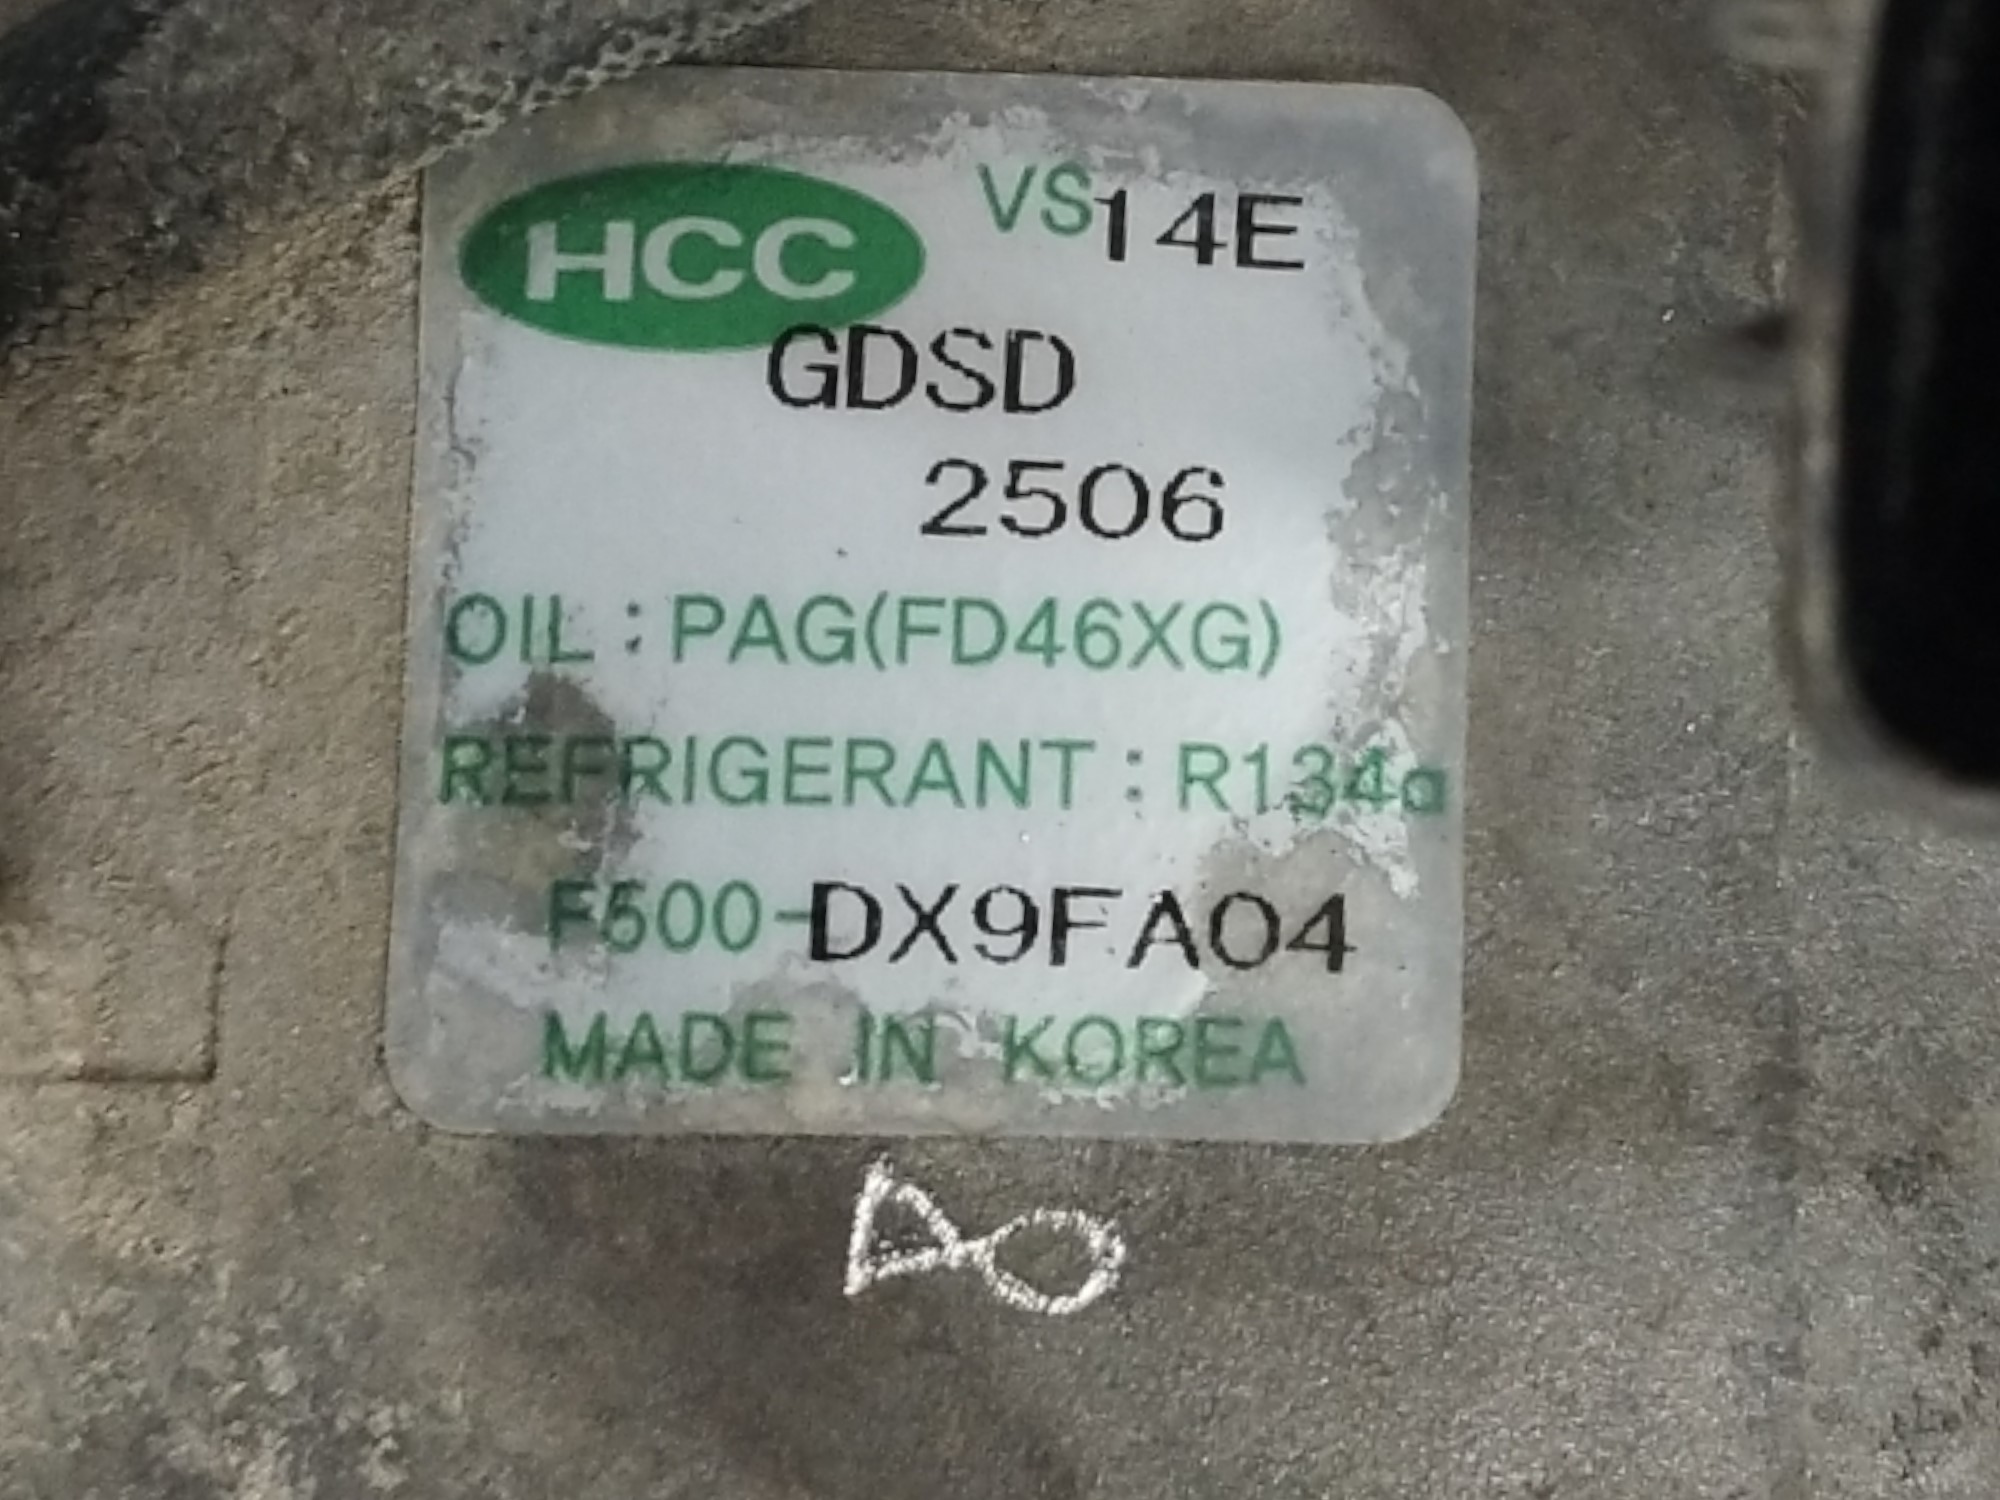 HCC VS14E
GDSD
2506
OIL : PAG(FD46XG)
REFRIGERANT : R134a
F500-DX9FA04
MADE IN KOREA